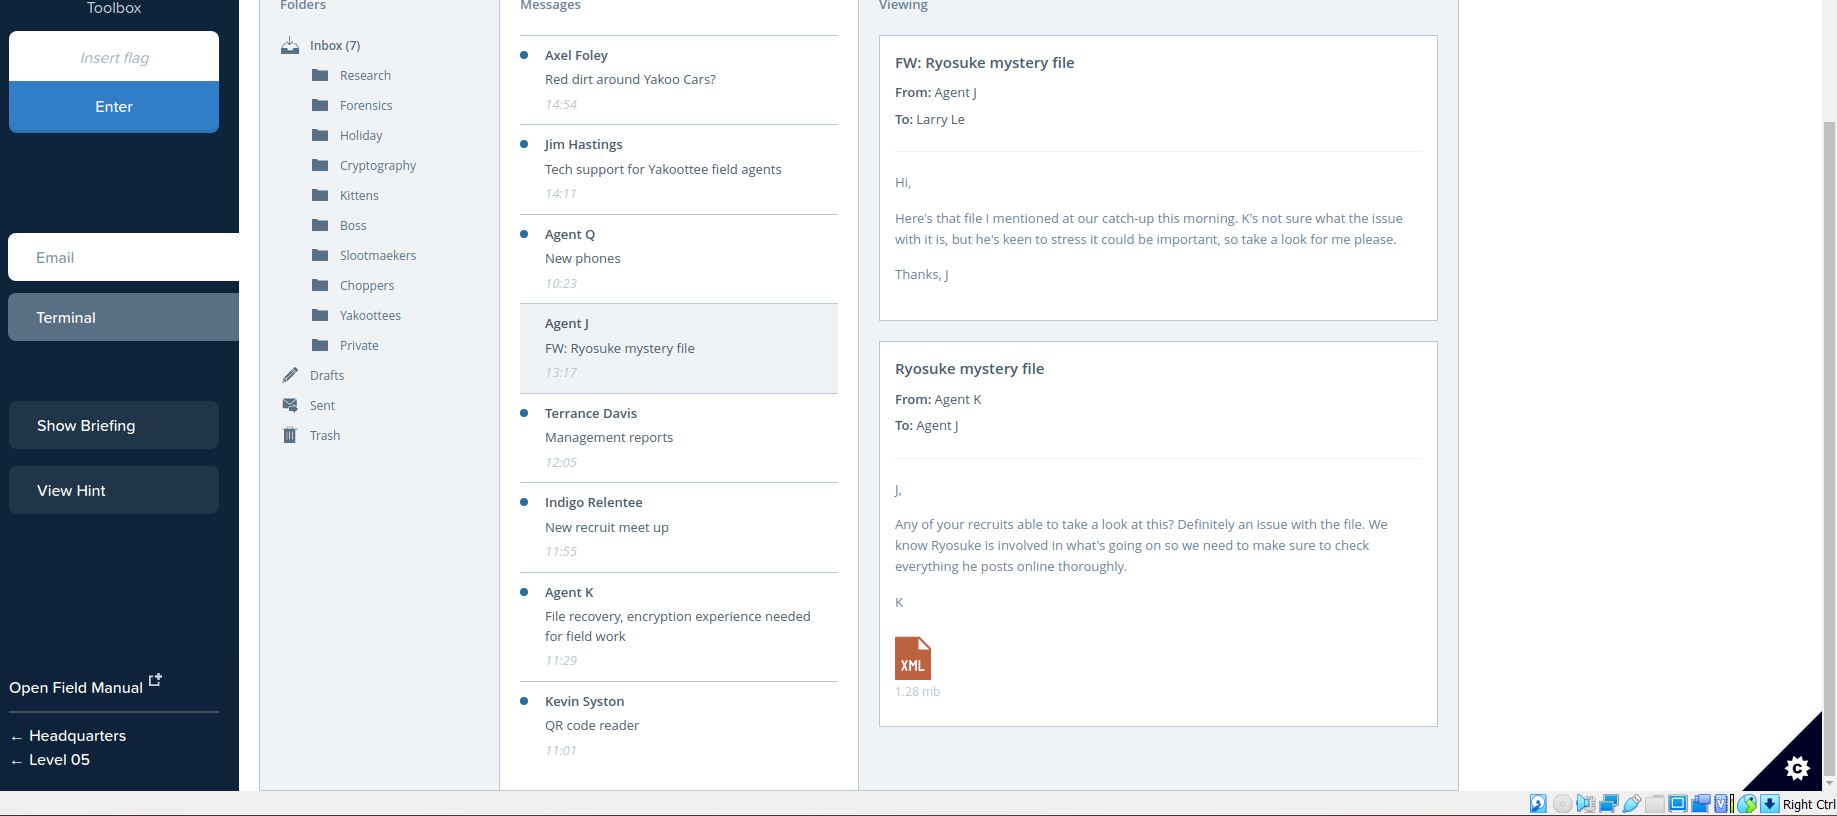 Toolbox
Insert flag
Enter
Email
Terminal
Show Briefing
View Hint
Open Field Manual
← Headquarters
← Level 05
Folders
Inbox (7)
Research
Forensics
Holiday
Cryptography
Kittens
Boss
Slootmaekers
Choppers
Yakoottees
Private
Drafts
Sent
Trash
Messages
Axel Foley
Red dirt around Yakoo Cars?
14:54
Jim Hastings
Tech support for Yakoottee field agents
14:11
Agent Q
New phones
10:23
Agent J
FW: Ryosuke mystery file
13:17
Terrance Davis
Management reports
12:05
Indigo Relentee
New recruit meet up
11:55
Agent K
File recovery, encryption experience needed
for field work
11:29
Kevin Syston
QR code reader
11:01
Viewing
FW: Ryosuke mystery file
From: Agent J
To: Larry Le
Hi,
Here's that file I mentioned at our catch-up this morning. K's not sure what the issue
with it is, but he's keen to stress it could be important, so take a look for me please.
Thanks, J
Ryosuke mystery file
From: Agent K
To: Agent J
J,
Any of your recruits able to take a look at this? Definitely an issue with the file. We
know Ryosuke is involved in what's going on so we need to make sure to check
everything he posts online thoroughly.
K
XML
1.28 mb
C
V
Right Ctrl